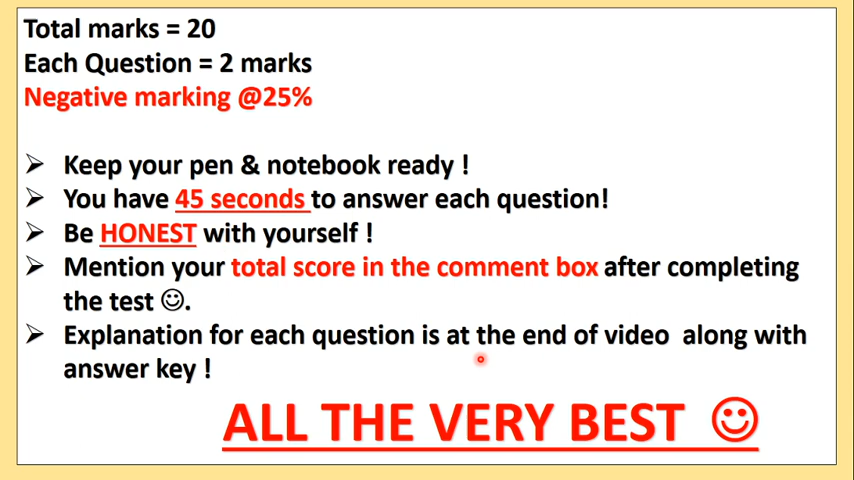 Total marks = 20
Each Question = 2 marks
Negative marking @25%
➢ Keep your pen & notebook ready !
➢ You have 45 seconds to answer each question!
➢ Be HONEST with yourself !
➢ Mention your total score in the comment box after completing
the test ☺.
➢ Explanation for each question is at the end of video along with
answer key !
ALL THE VERY BEST ☺